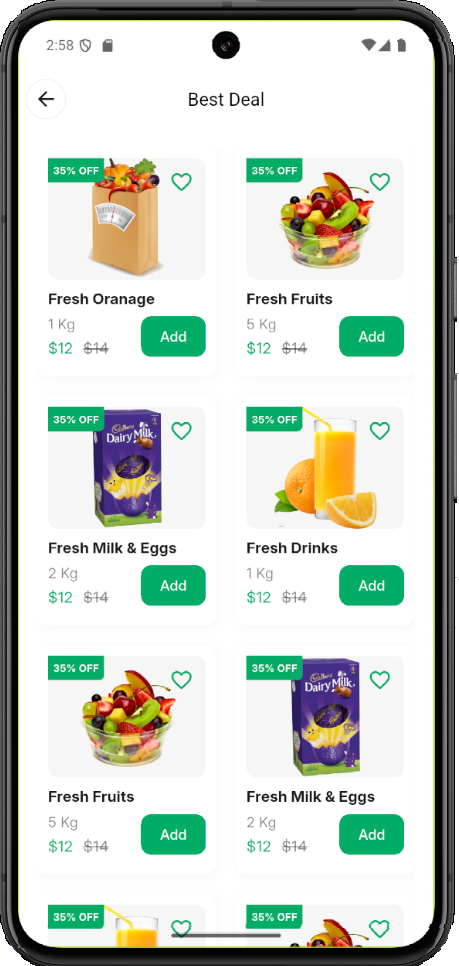 2:58
Best Deal
35% OFF
35% OFF
Fresh Oranage
1 Kg
$12 $14
Add
Fresh Fruits
5 Kg
$12 $14
Add
35% OFF
Cadbury
Dairy Milk
35% OFF
Fresh Milk & Eggs
2 Kg
$12 $14
Add
Fresh Drinks
1 Kg
$12 $14
Add
35% OFF
35% OFF
Cadbury
Dairy Milk
Fresh Fruits
5 Kg
$12 $14
Add
Fresh Milk & Eggs
2 Kg
$12 $14
Add
35% OFF
35% OFF